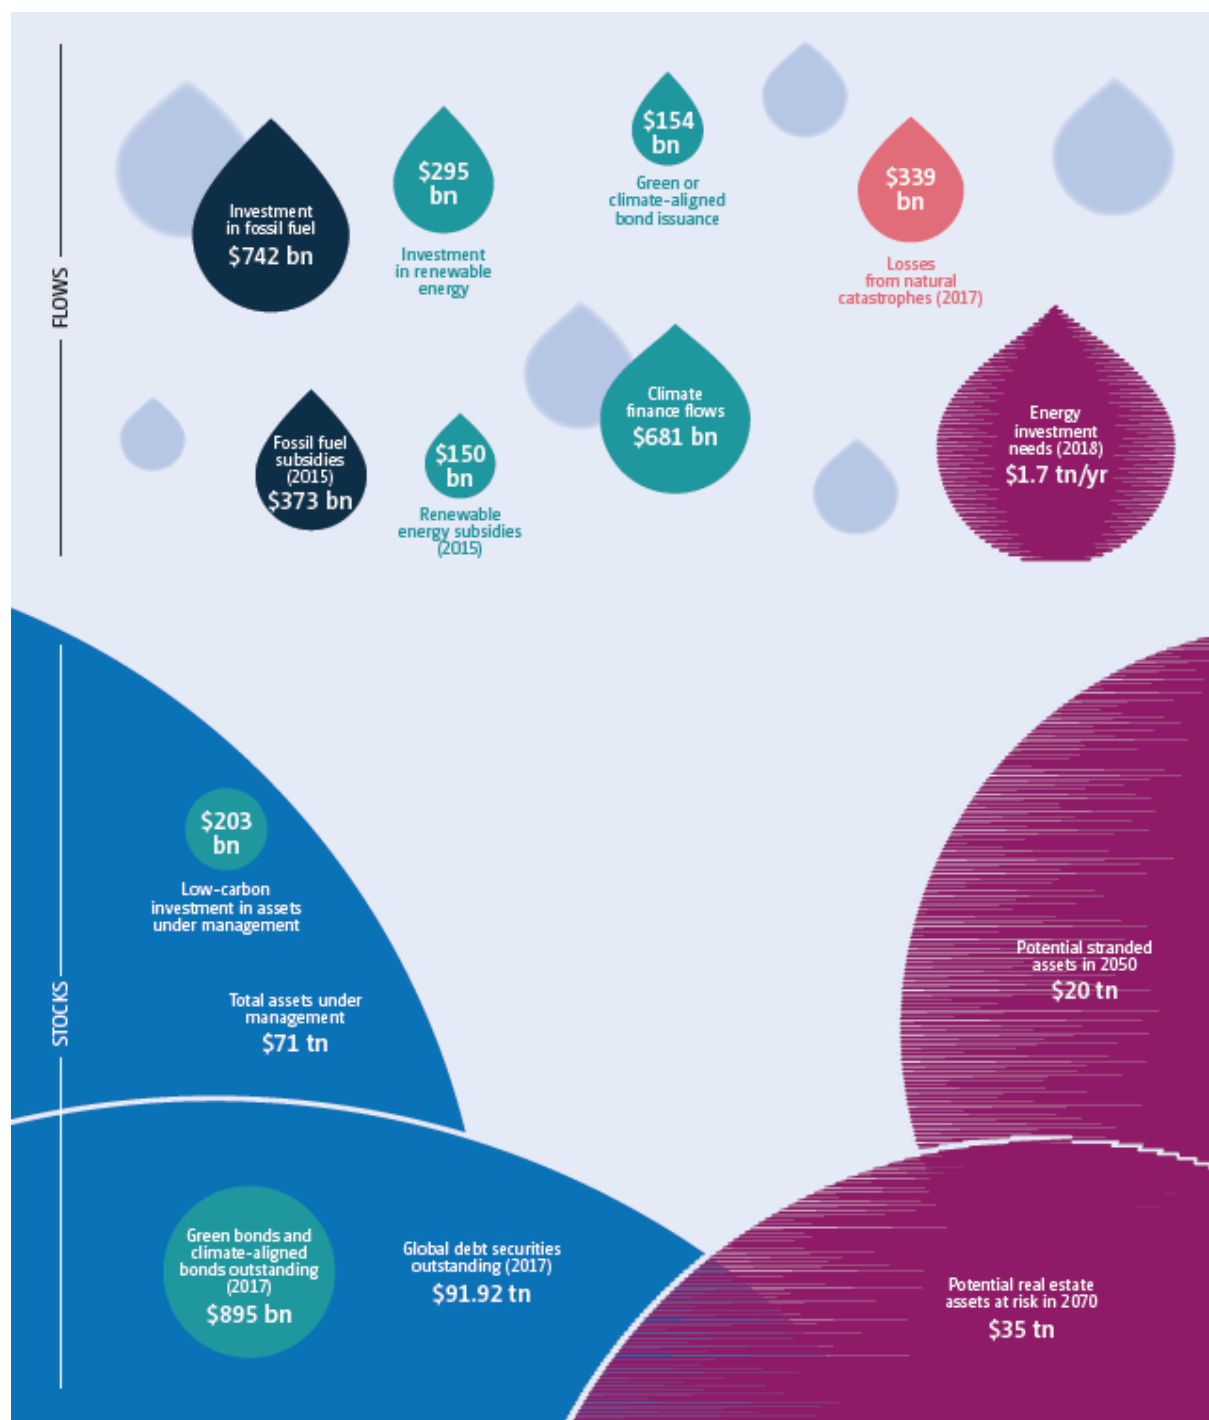 FLOWS
Investment
in fossil fuel
$742 bn
$295
bn
Investment
in renewable
energy
$154
bn
Green or
climate-aligned
bond issuance
$339
bn
Losses
from natural
catastrophes (2017)
Fossil fuel
subsidies
(2015)
$373 bn
$150
bn
Renewable
energy subsidies
(2015)
Climate
finance flows
$681 bn
Energy
investment
needs (2018)
$1.7 tn/yr
STOCKS
$203
bn
Low-carbon
investment in assets
under management
Total assets under
management
$71 tn
Potential stranded
assets in 2050
$20 tn
Green bonds and
climate-aligned
bonds outstanding
(2017)
$895 bn
Global debt securities
outstanding (2017)
$91.92 tn
Potential real estate
assets at risk in 2070
$35 tn